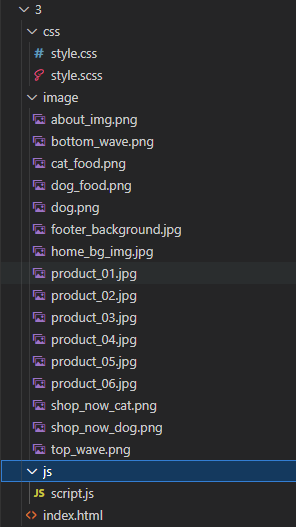 3
css
# style.css
style.scss
image
about_img.png
bottom_wave.png
cat_food.png
dog_food.png
dog.png
footer_background.jpg
home_bg_img.jpg
product_01.jpg
product_02.jpg
product_03.jpg
product_04.jpg
product_05.jpg
product_06.jpg
shop_now_cat.png
shop_now_dog.png
top_wave.png
js
JS script.js
<> index.html